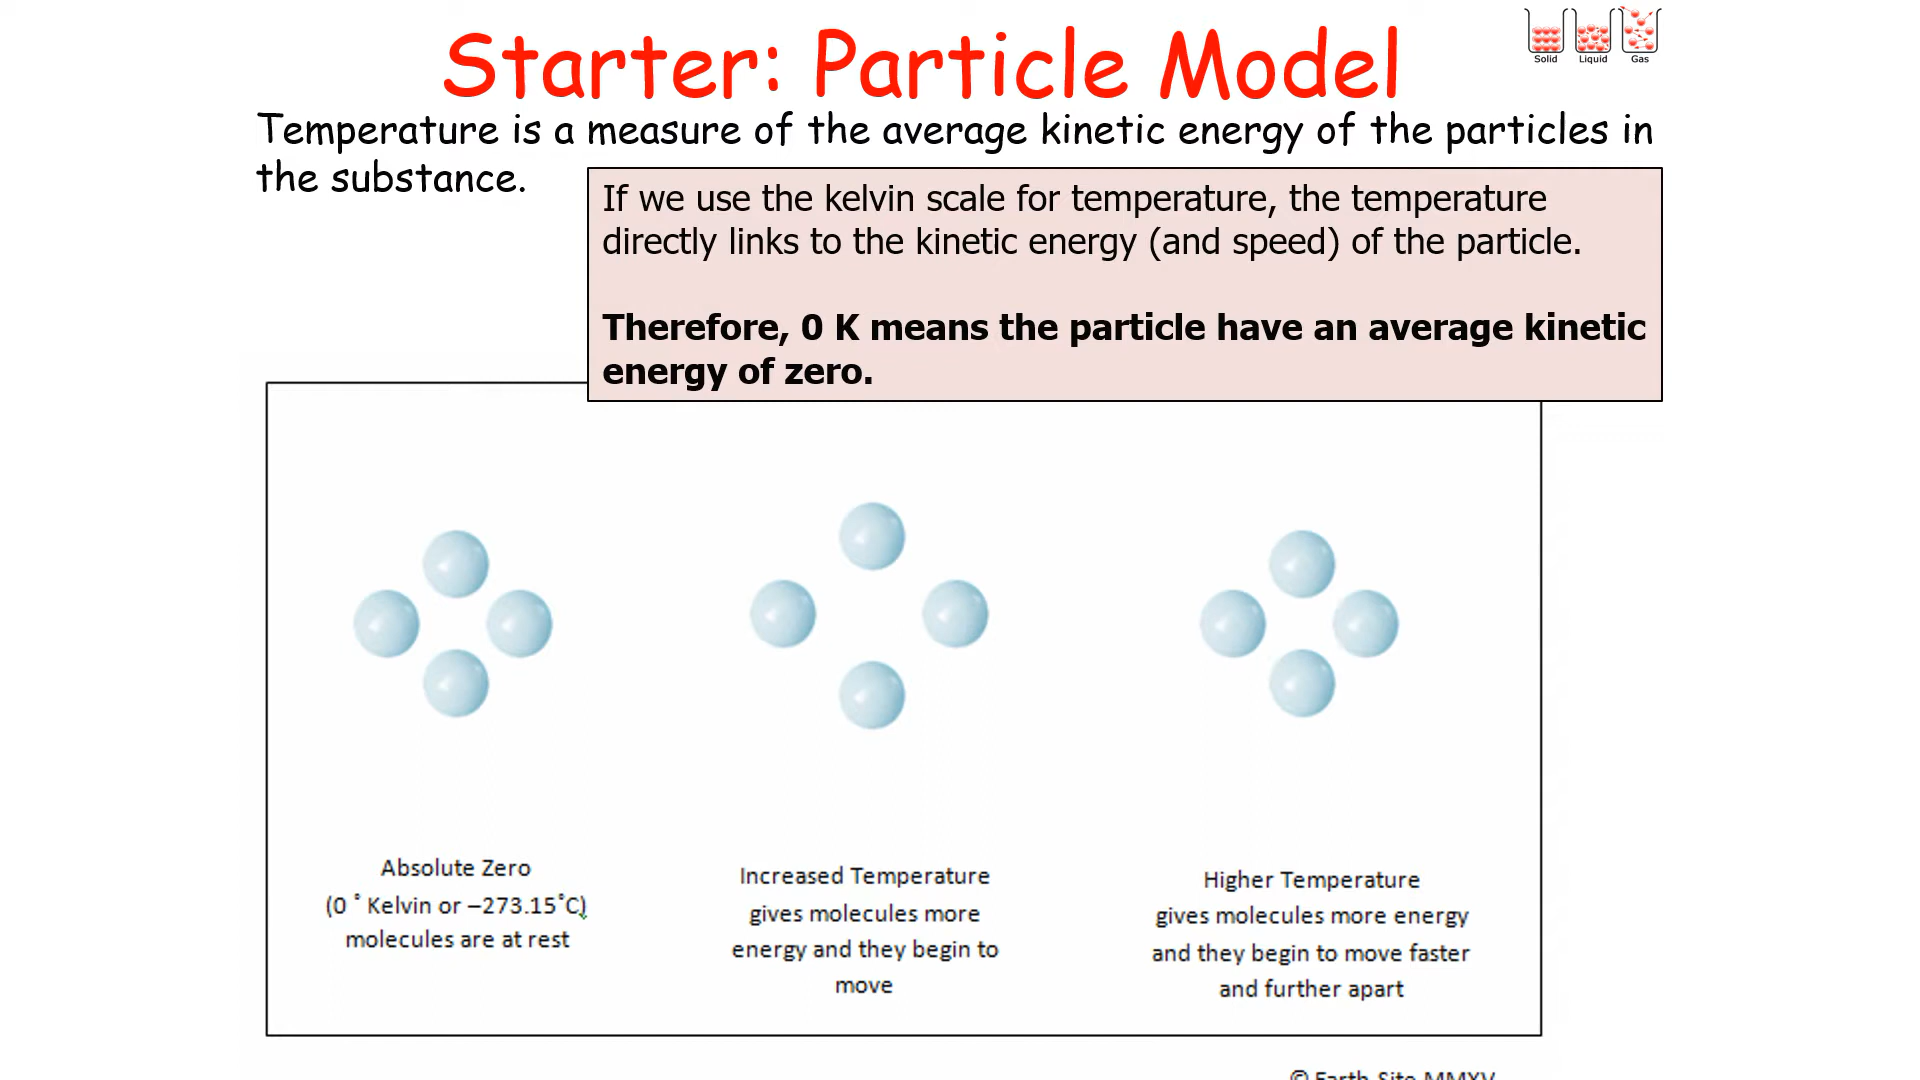 Starter: Particle Model
Solid Liquid Gas
Temperature is a measure of the average kinetic energy of the particles in
the substance.
If we use the kelvin scale for temperature, the temperature
directly links to the kinetic energy (and speed) of the particle.
Therefore, 0 K means the particle have an average kinetic
energy of zero.
Absolute Zero
(0 ˚ Kelvin or –273.15˚C)
molecules are at rest
Increased Temperature
gives molecules more
energy and they begin to
move
Higher Temperature
gives molecules more energy
and they begin to move faster
and further apart
© Earth Site MMXV